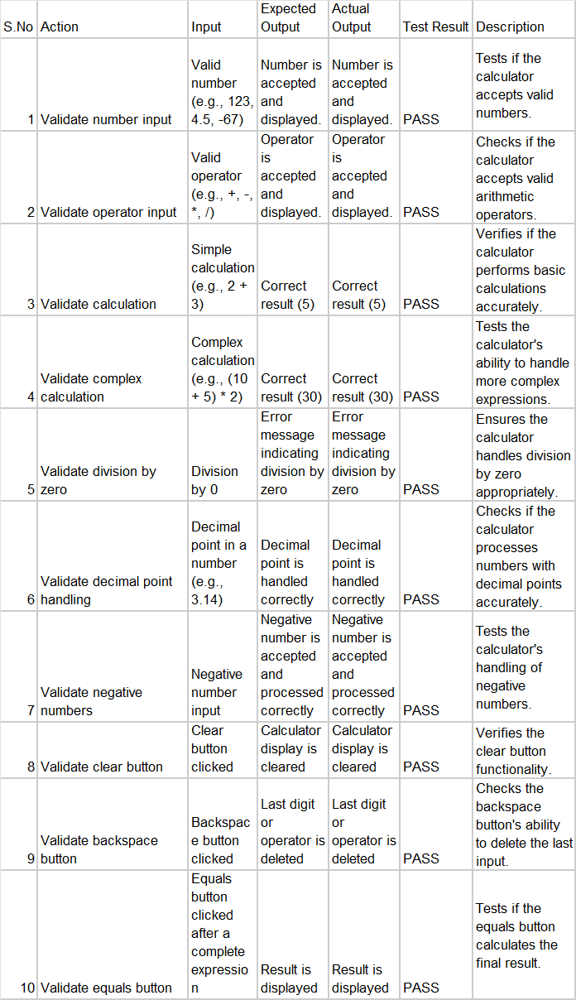 S.No Action Input Expected Output Actual Output Test Result Description
1 Validate number input Valid number (e.g., 123, 4.5, -67) Number is accepted and displayed. Number is accepted and displayed. PASS Tests if the calculator accepts valid numbers.
2 Validate operator input Valid operator (e.g., +, -, *, /) Operator is accepted and displayed. Operator is accepted and displayed. PASS Checks if the calculator accepts valid arithmetic operators.
3 Validate calculation Simple calculation (e.g., 2 + 3) Correct result (5) Correct result (5) PASS Verifies if the calculator performs basic calculations accurately.
4 Validate complex calculation Complex calculation (e.g., (10 + 5) * 2) Correct result (30) Correct result (30) PASS Tests the calculator's ability to handle more complex expressions.
5 Validate division by zero Division by 0 Error message indicating division by zero Error message indicating division by zero PASS Ensures the calculator handles division by zero appropriately.
6 Validate decimal point handling Decimal point in a number (e.g., 3.14) Decimal point is handled correctly Decimal point is handled correctly PASS Checks if the calculator processes numbers with decimal points accurately.
7 Validate negative numbers Negative number input Negative number is accepted and processed correctly Negative number is accepted and processed correctly PASS Tests the calculator's handling of negative numbers.
8 Validate clear button Clear button clicked Calculator display is cleared Calculator display is cleared PASS Verifies the clear button functionality.
9 Validate backspace button Backspace button clicked Last digit or operator is deleted Last digit or operator is deleted PASS Checks the backspace button's ability to delete the last input.
10 Validate equals button Equals button clicked after a complete expression Result is displayed Result is displayed PASS Tests if the equals button calculates the final result.